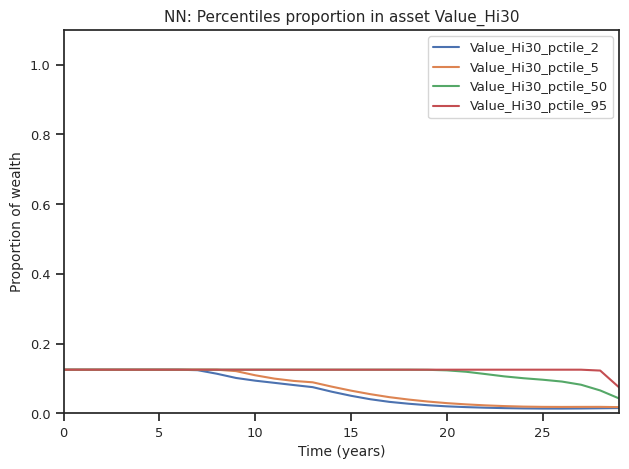 NN: Percentiles proportion in asset Value_Hi30
Value_Hi30_pctile_2
Value_Hi30_pctile_5
Value_Hi30_pctile_50
Value_Hi30_pctile_95
Proportion of wealth
1.0
0.8
0.6
0.4
0.2
0.0
0 5 10 15 20 25
Time (years)